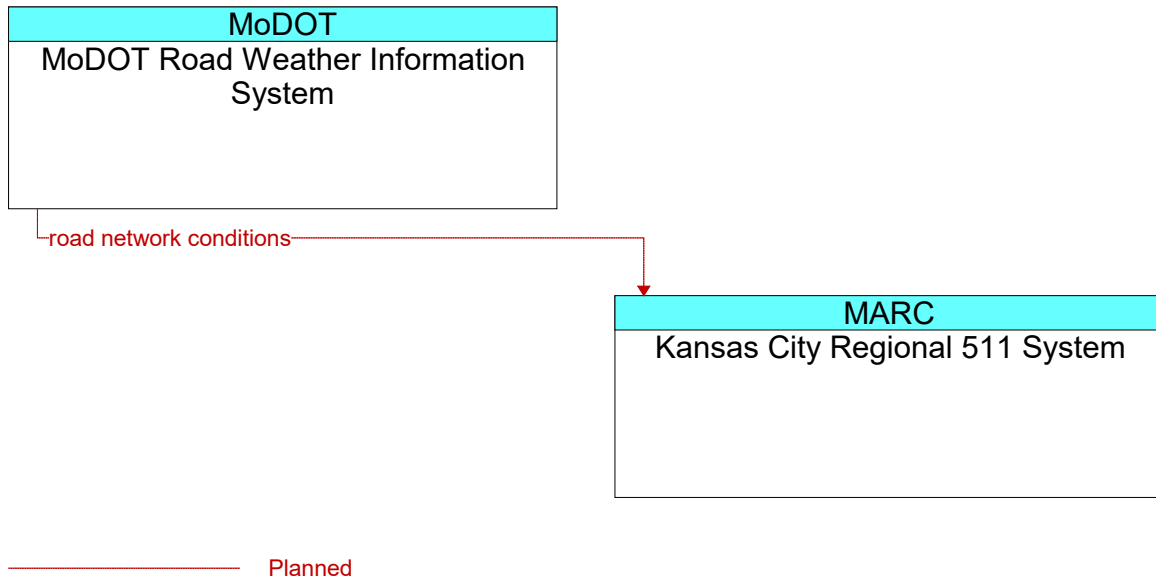 MoDOT
MoDOT Road Weather Information
System
road network conditions
MARC
Kansas City Regional 511 System
Planned